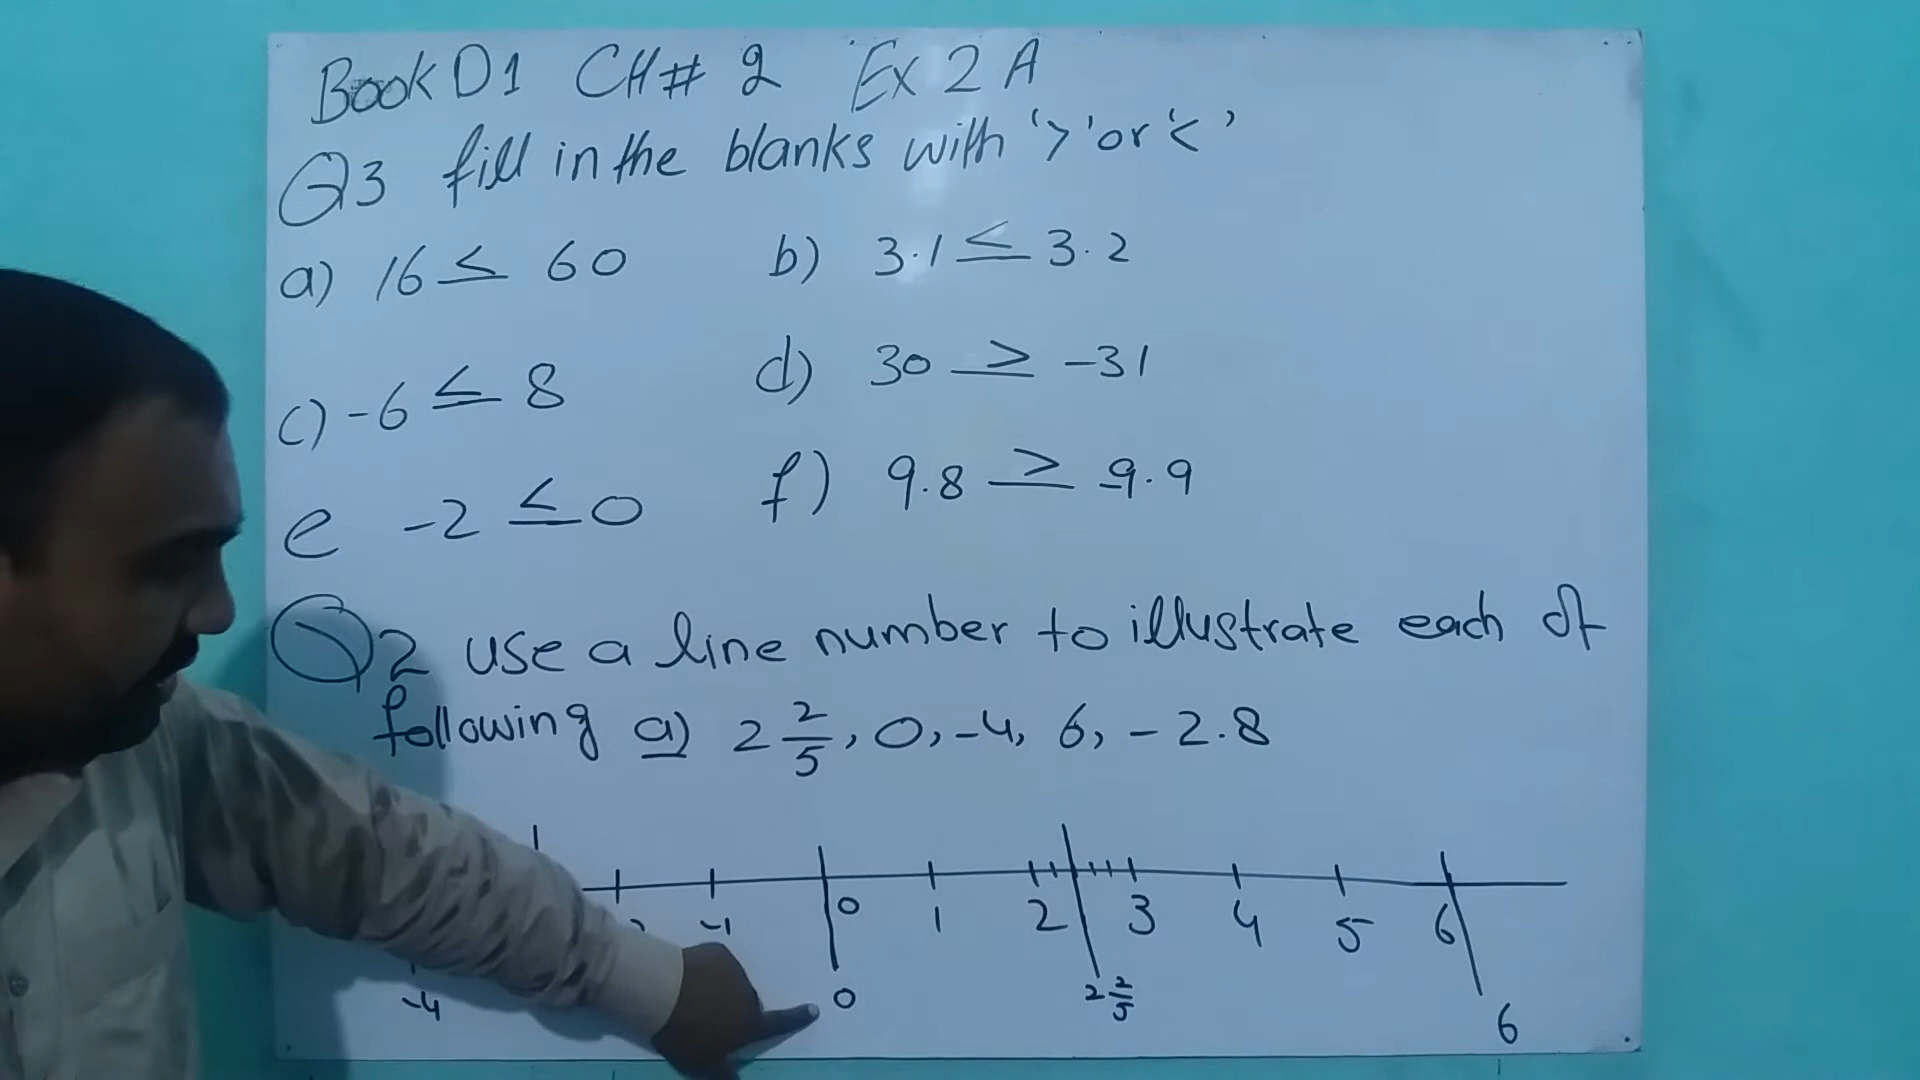 Book D1 CH# 2 Ex 2 A
Q3 fill in the blanks with '>' or '<'
a) 16 < 60 b) 3.1 < 3.2
c) -6 < 8 d) 30 > -31
e -2 < 0 f) 9.8 > -9.9
Q2 use a line number to illustrate each of
following a) 2 2/5, 0, -4, 6, -2.8
-1 0 1 2 3 4 5 6
-4 0 2 2/5 6